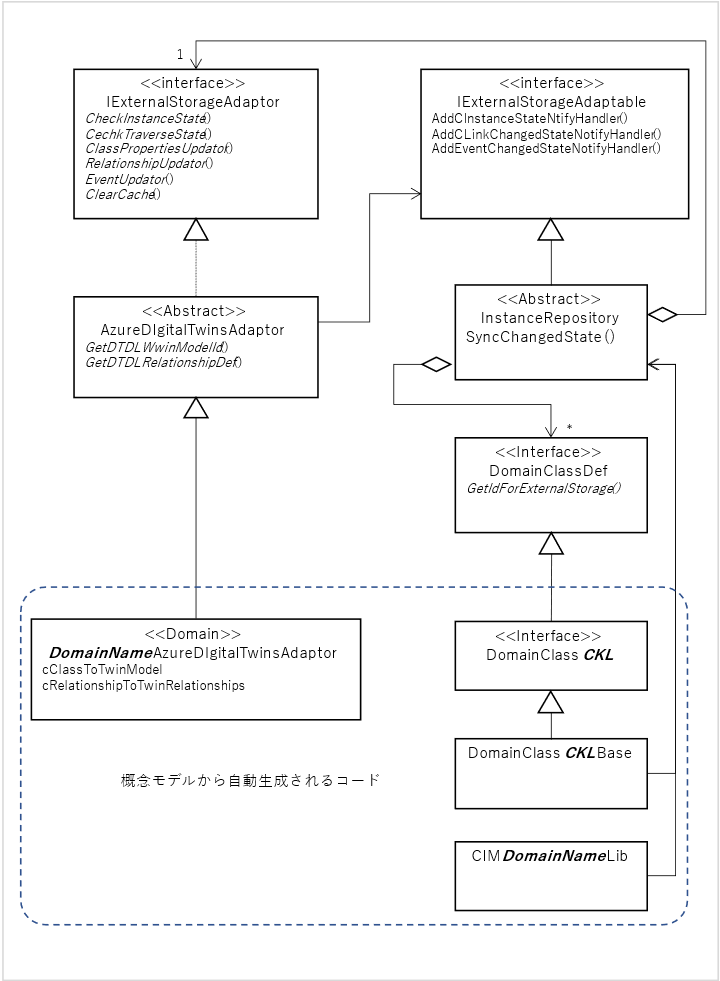 1
<<interface>>
IExternalStorageAdaptor
CheckInstanceState()
CechkTraverseState()
ClassPropertiesUpdator()
RelationshipUpdator()
EventUpdator()
ClearCache()
<<interface>>
IExternalStorageAdaptable
AddCInstanceStateNtifyHandler()
AddCLinkChangedStateNotifyHandler()
AddEventChangedStateNotifyHandler()
<<Abstract>>
AzureDIgitalTwinsAdaptor
GetDTDLWwinModelId()
GetDTDLRelationshipDef()
<<Abstract>>
InstanceRepository
SyncChangedState()
*
<<Interface>>
DomainClassDef
GetIdForExternalStorage()
<<Domain>>
DomainNameAzureDIgitalTwinsAdaptor
cClassToTwinModel
cRelationshipToTwinRelationships
<<Interface>>
DomainClass CKL
DomainClass CKLBase
概念モデルから自動生成されるコード
CIMDomainNameLib